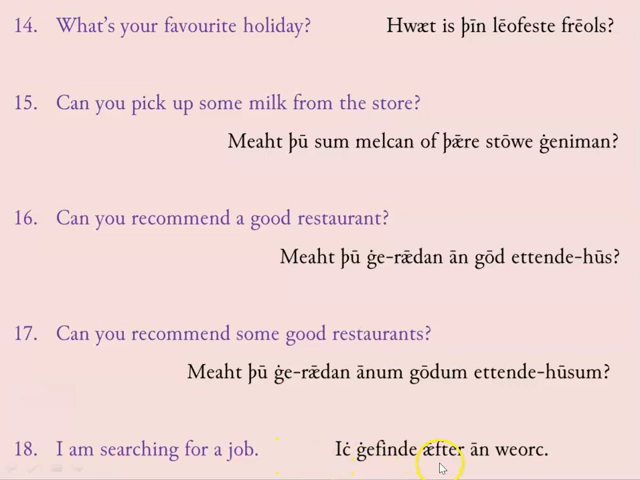 14. What's your favourite holiday? Hwæt is þīn lēofeste frēols?
15. Can you pick up some milk from the store?
Meaht þū sum melcan of þǣre stōwe ġeniman?
16. Can you recommend a good restaurant?
Meaht þū ġe-rǣdan ān gōd ettende-hūs?
17. Can you recommend some good restaurants?
Meaht þū ġe-rǣdan ānum gōdum ettende-hūsum?
18. I am searching for a job. Iċ ġefinde ǽfter ān weorc.